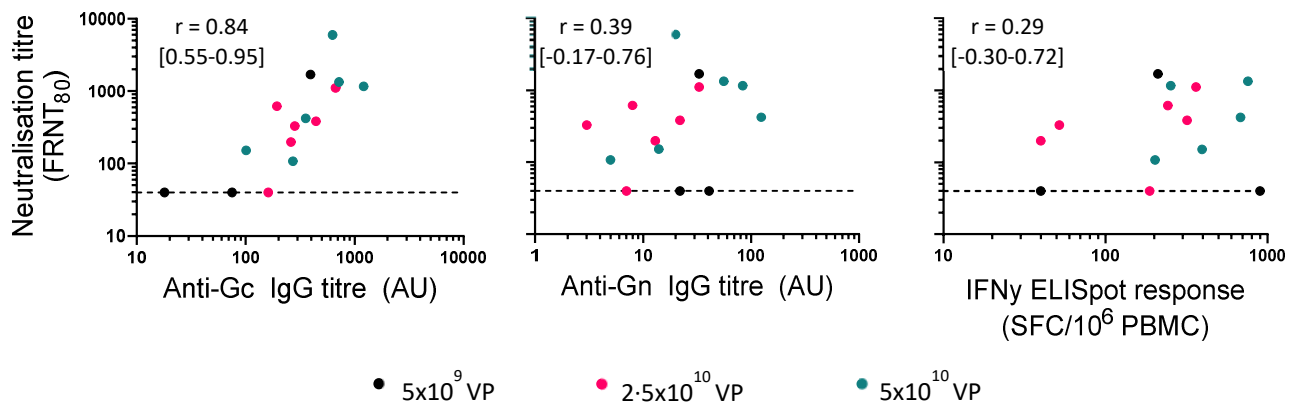 Neutralisation titre
(FRNT80)
10000
1000
100
10
r = 0.84
[0.55-0.95]
10
100
1000
10000
Anti-Gc IgG titre (AU)
r = 0.39
[-0.17-0.76]
1
10
100
1000
Anti-Gn IgG titre (AU)
r = 0.29
[-0.30-0.72]
10
100
1000
IFNy ELISpot response
(SFC/10^6 PBMC)
5x10^9 VP
2·5x10^10 VP
5x10^10 VP